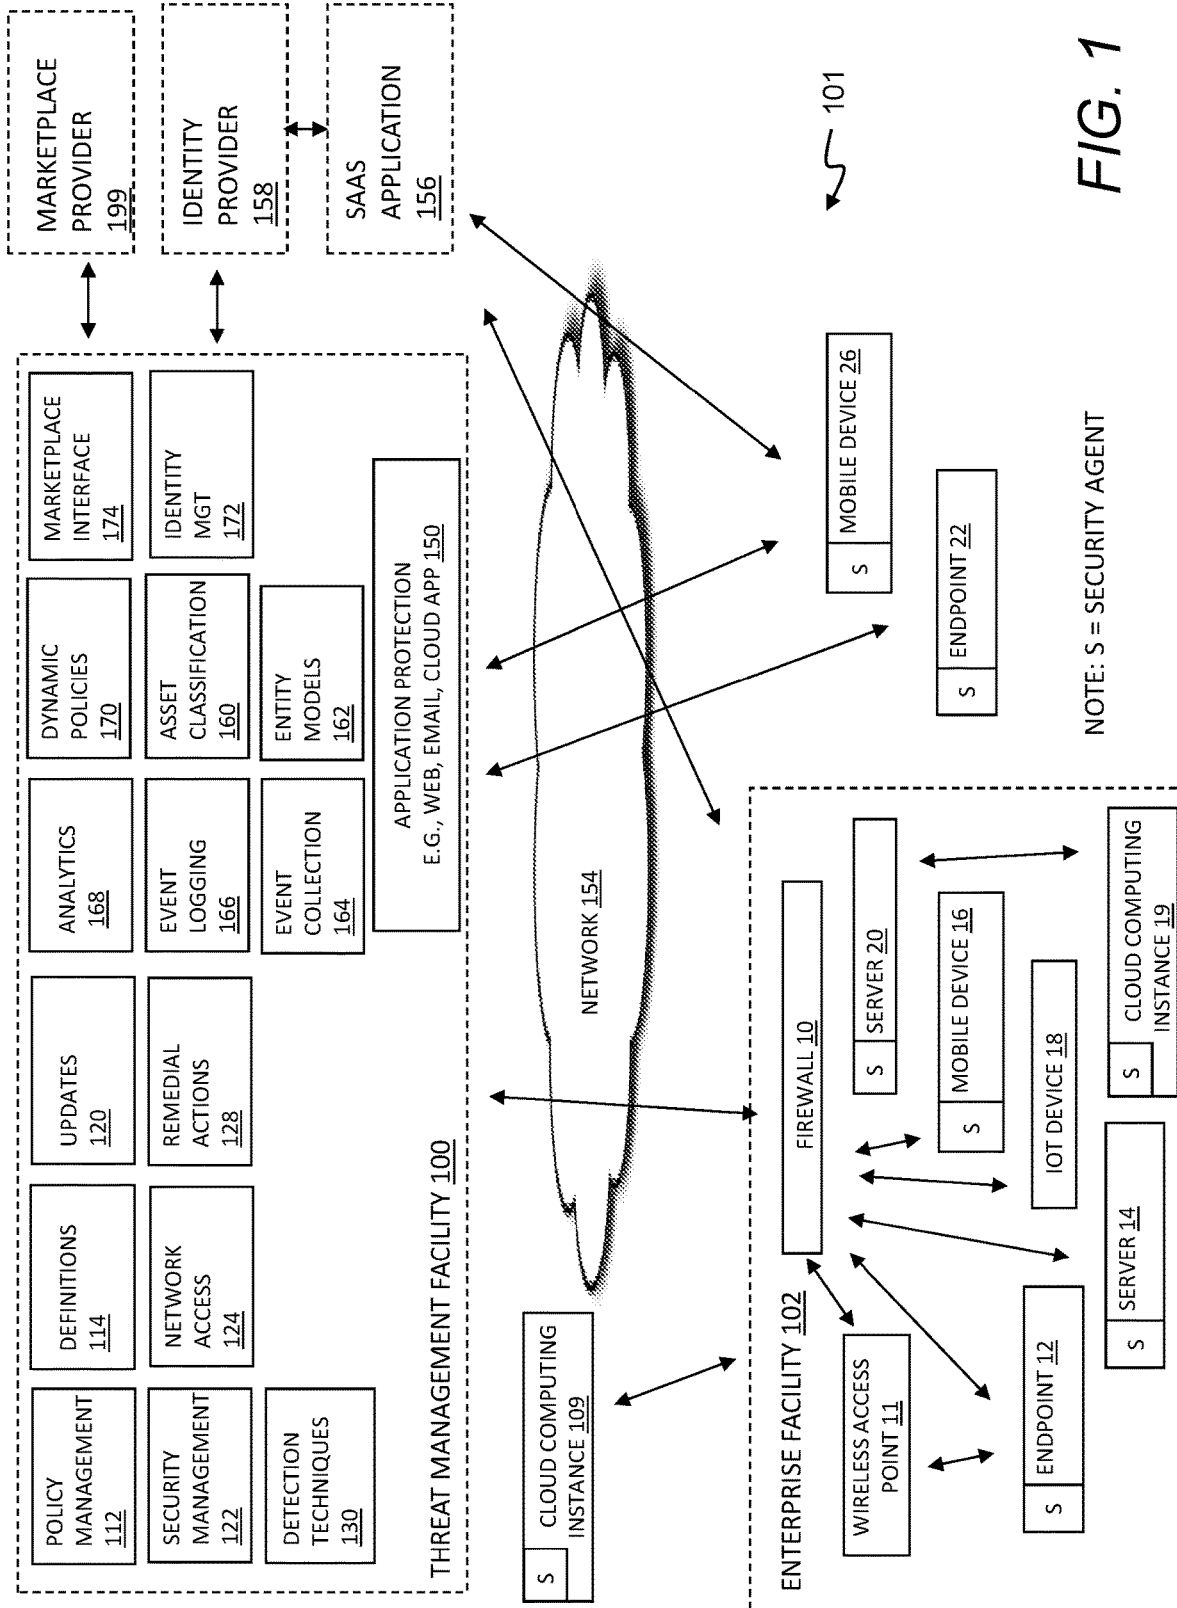 POLICY
MANAGEMENT
112
DEFINITIONS
114
UPDATES
120
ANALYTICS
168
DYNAMIC
POLICIES
170
MARKETPLACE
INTERFACE
174
MARKETPLACE
PROVIDER
199
SECURITY
MANAGEMENT
122
NETWORK
ACCESS
124
REMEDIAL
ACTIONS
128
EVENT
LOGGING
166
ASSET
CLASSIFICATION
160
IDENTITY
MGT
172
IDENTITY
PROVIDER
158
DETECTION
TECHNIQUES
130
EVENT
COLLECTION
164
ENTITY
MODELS
162
APPLICATION PROTECTION
E.G., WEB, EMAIL, CLOUD APP 150
THREAT MANAGEMENT FACILITY 100
SAAS
APPLICATION
156
S
CLOUD COMPUTING
INSTANCE 109
NETWORK 154
101
ENTERPRISE FACILITY 102
FIREWALL 10
WIRELESS ACCESS
POINT 11
S
SERVER 20
S
MOBILE DEVICE 16
IOT DEVICE 18
S
ENDPOINT 12
S
SERVER 14
S
CLOUD COMPUTING
INSTANCE 19
S
MOBILE DEVICE 26
S
ENDPOINT 22
NOTE: S = SECURITY AGENT
FIG. 1